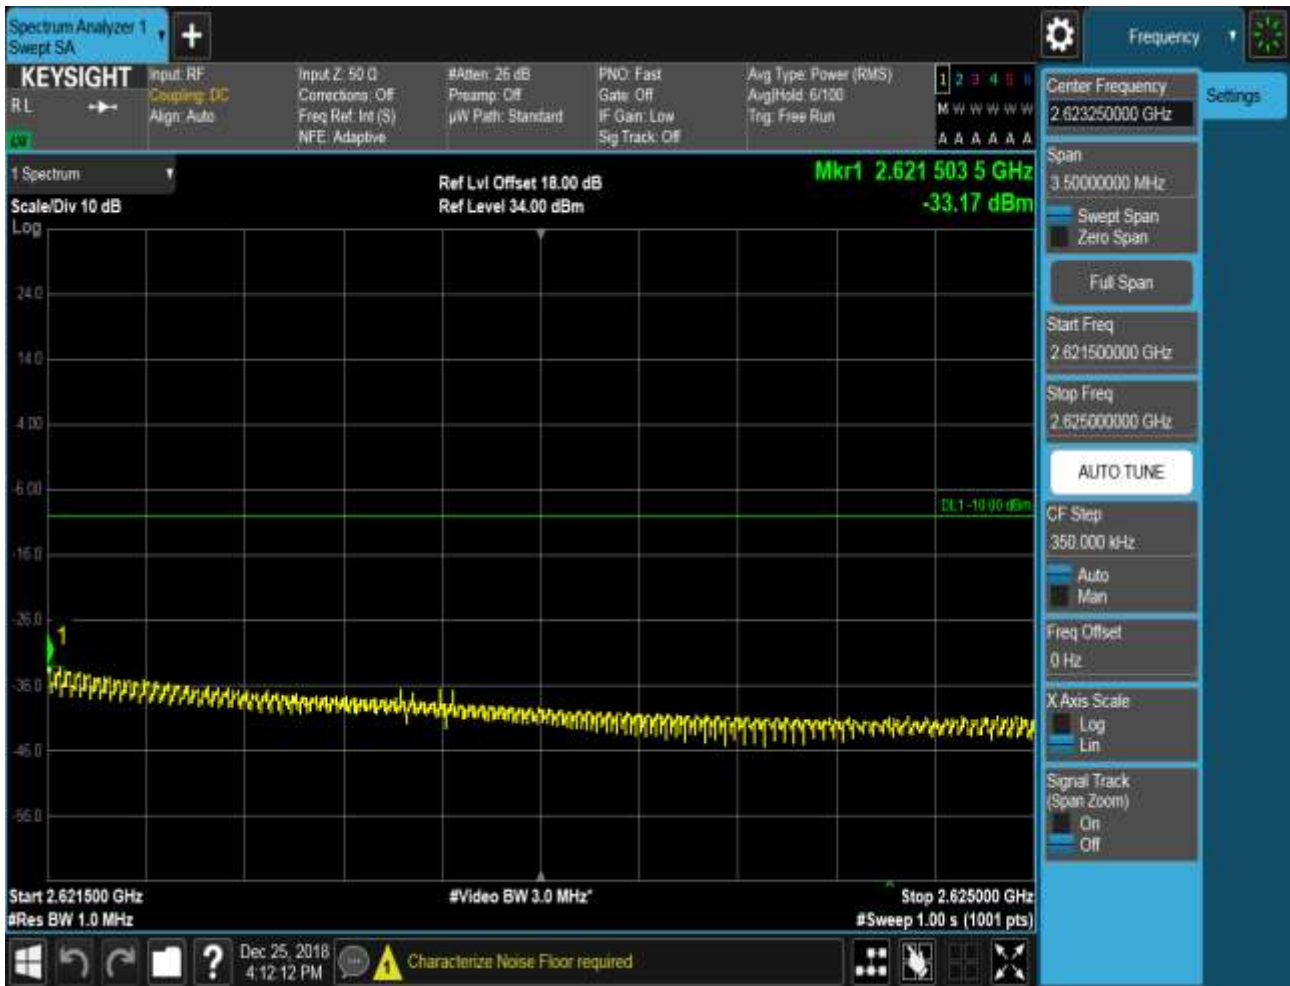 Spectrum Analyzer 1
Swept SA
Frequency
KEYSIGHT
RL
Input: RF
Coupling: DC
Align: Auto
Input Z: 50 Ω
Corrections: Off
Freq Ref: Int (S)
NFE: Adaptive
#Atten: 26 dB
Preamp: Off
µW Path: Standard
PNO: Fast
Gate: Off
IF Gain: Low
Sig Track: Off
Avg Type: Power (RMS)
Avg|Hold: 6/100
Trig: Free Run
1 2 3 4 5 6
M W W W W W
A A A A A A
1 Spectrum
Scale/Div 10 dB
Log
Ref Lvl Offset 18.00 dB
Ref Level 34.00 dBm
Mkr1 2.621 503 5 GHz
-33.17 dBm
24.0
14.0
4.00
-6.00
-16.0
-26.0
-36.0
-46.0
-56.0
DL1 -10.00 dBm
1
Start 2.621500 GHz
#Res BW 1.0 MHz
#Video BW 3.0 MHz*
Stop 2.625000 GHz
#Sweep 1.00 s (1001 pts)
Center Frequency
2.623250000 GHz
Settings
Span
3.50000000 MHz
Swept Span
Zero Span
Full Span
Start Freq
2.621500000 GHz
Stop Freq
2.625000000 GHz
AUTO TUNE
CF Step
350.000 kHz
Auto
Man
Freq Offset
0 Hz
X Axis Scale
Log
Lin
Signal Track
(Span Zoom)
On
Off
?
Dec 25, 2018
4:12:12 PM
Characterize Noise Floor required